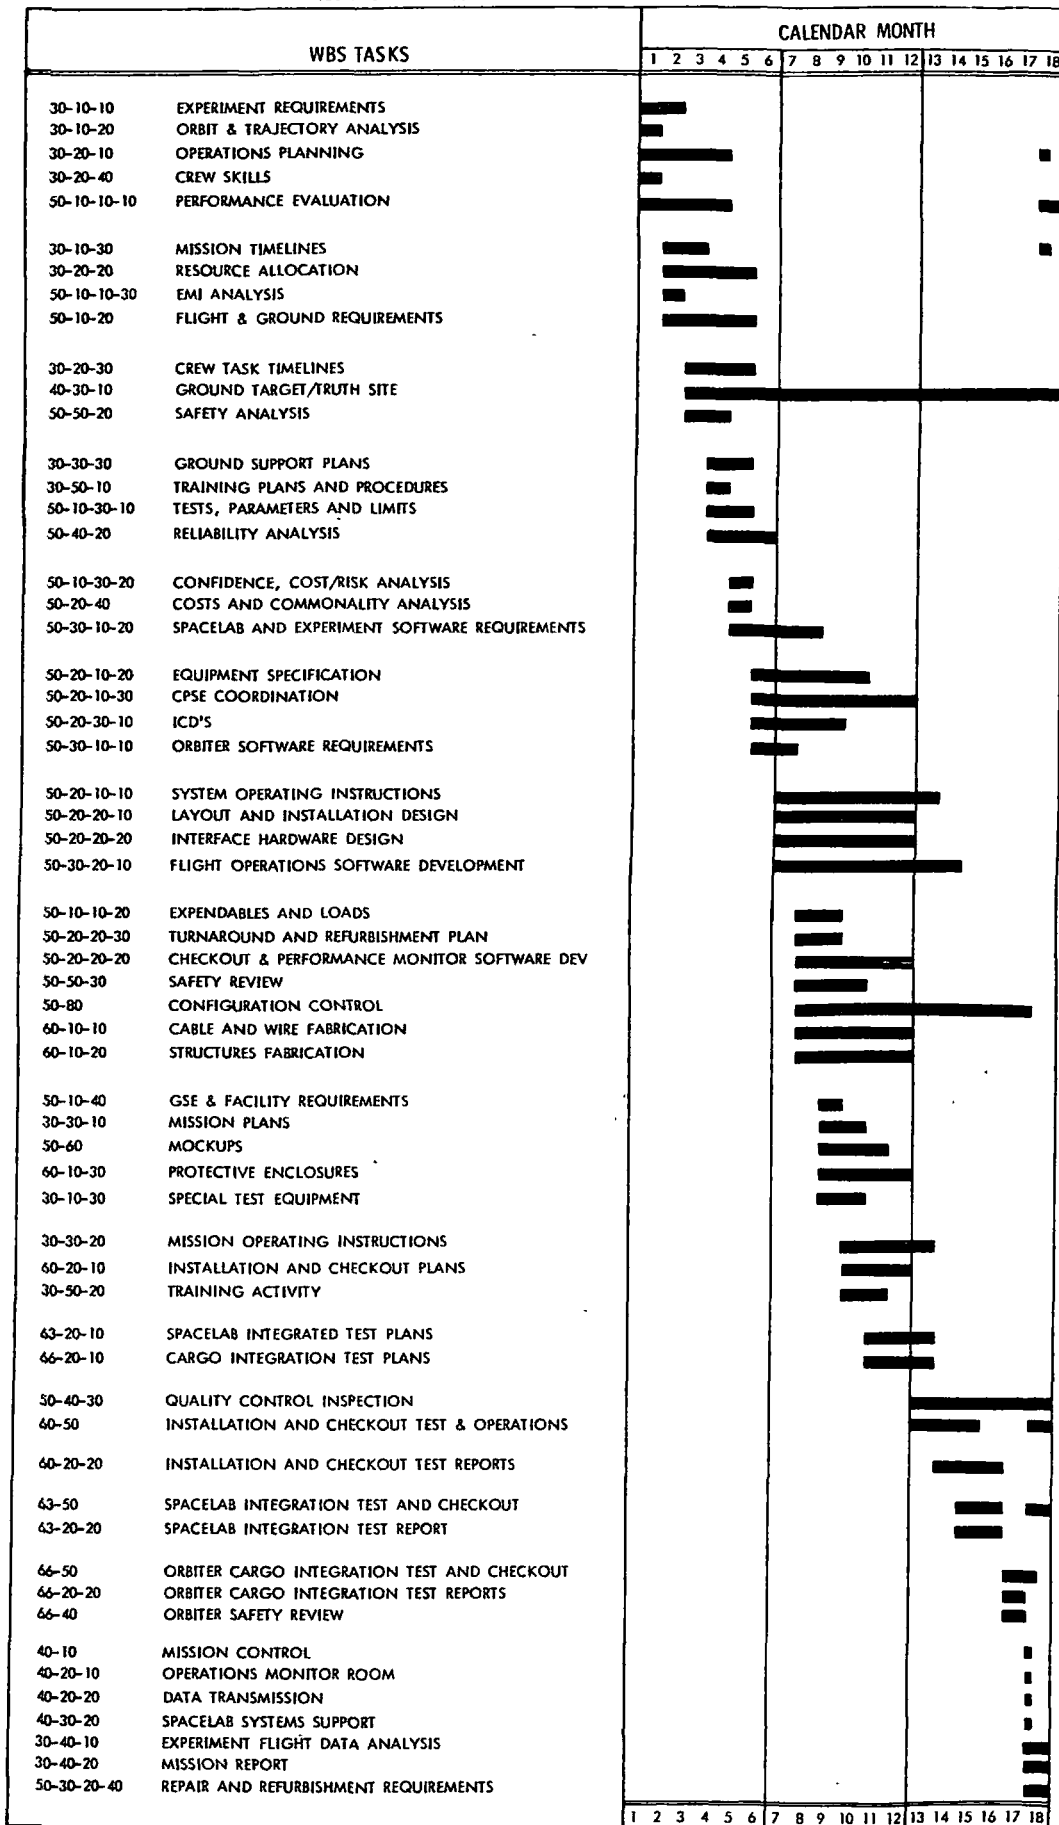 CALENDAR MONTH
WBS TASKS
1 2 3 4 5 6 7 8 9 10 11 12 13 14 15 16 17 18
30-10-10 EXPERIMENT REQUIREMENTS
30-10-20 ORBIT & TRAJECTORY ANALYSIS
30-20-10 OPERATIONS PLANNING
30-20-40 CREW SKILLS
50-10-10-10 PERFORMANCE EVALUATION
30-10-30 MISSION TIMELINES
30-20-20 RESOURCE ALLOCATION
50-10-10-30 EMI ANALYSIS
50-10-20 FLIGHT & GROUND REQUIREMENTS
30-20-30 CREW TASK TIMELINES
40-30-10 GROUND TARGET/TRUTH SITE
50-50-20 SAFETY ANALYSIS
30-30-30 GROUND SUPPORT PLANS
30-50-10 TRAINING PLANS AND PROCEDURES
50-10-30-10 TESTS, PARAMETERS AND LIMITS
50-40-20 RELIABILITY ANALYSIS
50-10-30-20 CONFIDENCE, COST/RISK ANALYSIS
50-20-40 COSTS AND COMMONALITY ANALYSIS
50-30-10-20 SPACELAB AND EXPERIMENT SOFTWARE REQUIREMENTS
50-20-10-20 EQUIPMENT SPECIFICATION
50-20-10-30 CPSE COORDINATION
50-20-30-10 ICD'S
50-30-10-10 ORBITER SOFTWARE REQUIREMENTS
50-20-10-10 SYSTEM OPERATING INSTRUCTIONS
50-20-20-10 LAYOUT AND INSTALLATION DESIGN
50-20-20-20 INTERFACE HARDWARE DESIGN
50-30-20-10 FLIGHT OPERATIONS SOFTWARE DEVELOPMENT
50-10-10-20 EXPENDABLES AND LOADS
50-20-20-30 TURNAROUND AND REFURBISHMENT PLAN
50-20-20-20 CHECKOUT & PERFORMANCE MONITOR SOFTWARE DEV
50-50-30 SAFETY REVIEW
50-80 CONFIGURATION CONTROL
60-10-10 CABLE AND WIRE FABRICATION
60-10-20 STRUCTURES FABRICATION
50-10-40 GSE & FACILITY REQUIREMENTS
30-30-10 MISSION PLANS
50-60 MOCKUPS
60-10-30 PROTECTIVE ENCLOSURES
30-10-30 SPECIAL TEST EQUIPMENT
30-30-20 MISSION OPERATING INSTRUCTIONS
60-20-10 INSTALLATION AND CHECKOUT PLANS
30-50-20 TRAINING ACTIVITY
63-20-10 SPACELAB INTEGRATED TEST PLANS
66-20-10 CARGO INTEGRATION TEST PLANS
50-40-30 QUALITY CONTROL INSPECTION
60-50 INSTALLATION AND CHECKOUT TEST & OPERATIONS
60-20-20 INSTALLATION AND CHECKOUT TEST REPORTS
63-50 SPACELAB INTEGRATION TEST AND CHECKOUT
63-20-20 SPACELAB INTEGRATION TEST REPORT
66-50 ORBITER CARGO INTEGRATION TEST AND CHECKOUT
66-20-20 ORBITER CARGO INTEGRATION TEST REPORTS
66-40 ORBITER SAFETY REVIEW
40-10 MISSION CONTROL
40-20-10 OPERATIONS MONITOR ROOM
40-20-20 DATA TRANSMISSION
40-30-20 SPACELAB SYSTEMS SUPPORT
30-40-10 EXPERIMENT FLIGHT DATA ANALYSIS
30-40-20 MISSION REPORT
50-30-20-40 REPAIR AND REFURBISHMENT REQUIREMENTS
1 2 3 4 5 6 7 8 9 10 11 12 13 14 15 16 17 18